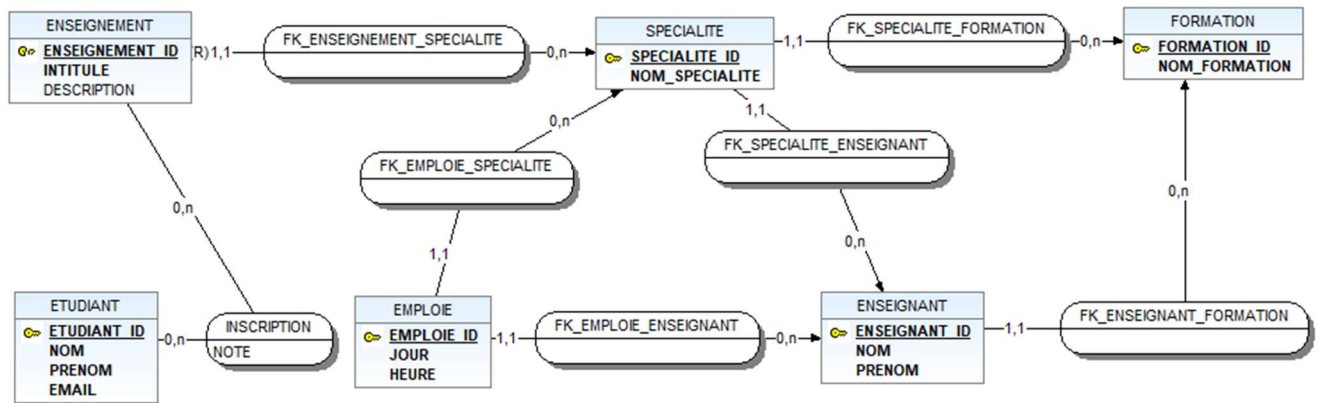 ENSEIGNEMENT
ENSEIGNEMENT_ID
INTITULE
DESCRIPTION
(R) 1,1
FK_ENSEIGNEMENT_SPECIALITE
0,n
SPECIALITE
SPECIALITE_ID
NOM_SPECIALITE
1,1
FK_SPECIALITE_FORMATION
0,n
FORMATION
FORMATION_ID
NOM_FORMATION
0,n
FK_EMPLOIE_SPECIALITE
1,1
1,1
FK_SPECIALITE_ENSEIGNANT
0,n
0,n
0,n
ETUDIANT
ETUDIANT_ID
NOM
PRENOM
EMAIL
0,n
INSCRIPTION
NOTE
EMPLOIE
EMPLOIE_ID
JOUR
HEURE
1,1
FK_EMPLOIE_ENSEIGNANT
0,n
ENSEIGNANT
ENSEIGNANT_ID
NOM
PRENOM
1,1
FK_ENSEIGNANT_FORMATION